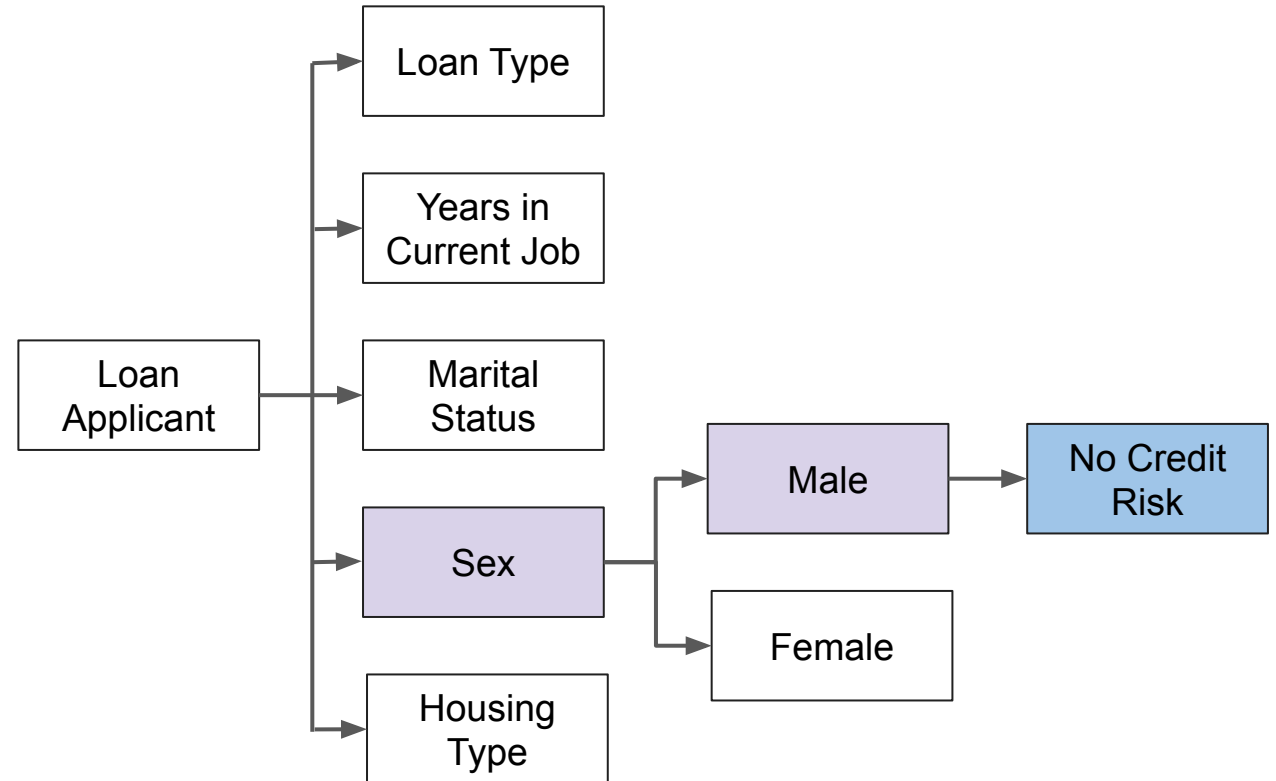 Loan Type
Years in
Current Job
Loan
Applicant
Marital
Status
Male
No Credit
Risk
Sex
Female
Housing
Type